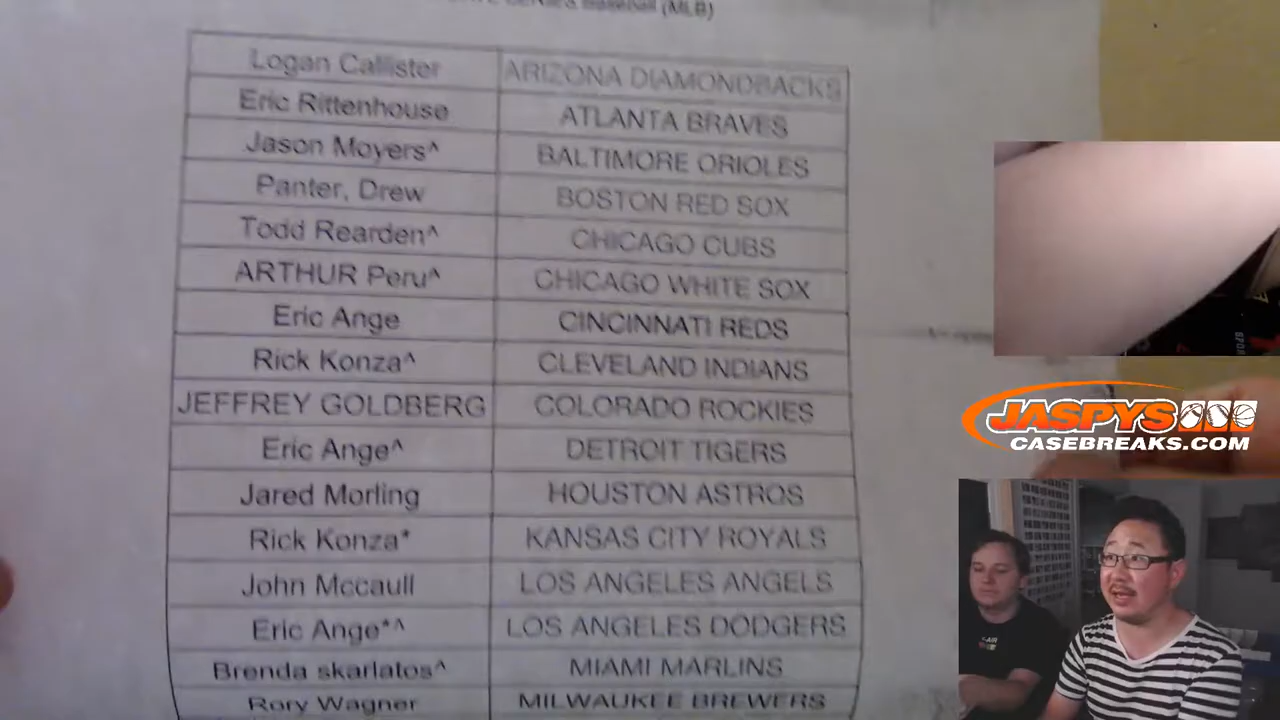 Baseball (MLB)
Logan Callister ARIZONA DIAMONDBACKS
Eric Rittenhouse ATLANTA BRAVES
Jason Moyers^ BALTIMORE ORIOLES
Panter, Drew BOSTON RED SOX
Todd Rearden^ CHICAGO CUBS
ARTHUR Peru^ CHICAGO WHITE SOX
Eric Ange CINCINNATI REDS
Rick Konza^ CLEVELAND INDIANS
JEFFREY GOLDBERG COLORADO ROCKIES
Eric Ange^ DETROIT TIGERS
Jared Morling HOUSTON ASTROS
Rick Konza* KANSAS CITY ROYALS
John Mccaull LOS ANGELES ANGELS
Eric Ange*^ LOS ANGELES DODGERS
Brenda skarlatos^ MIAMI MARLINS
Rory Wagner MILWAUKEE BREWERS
JASPYS
CASEBREAKS.COM